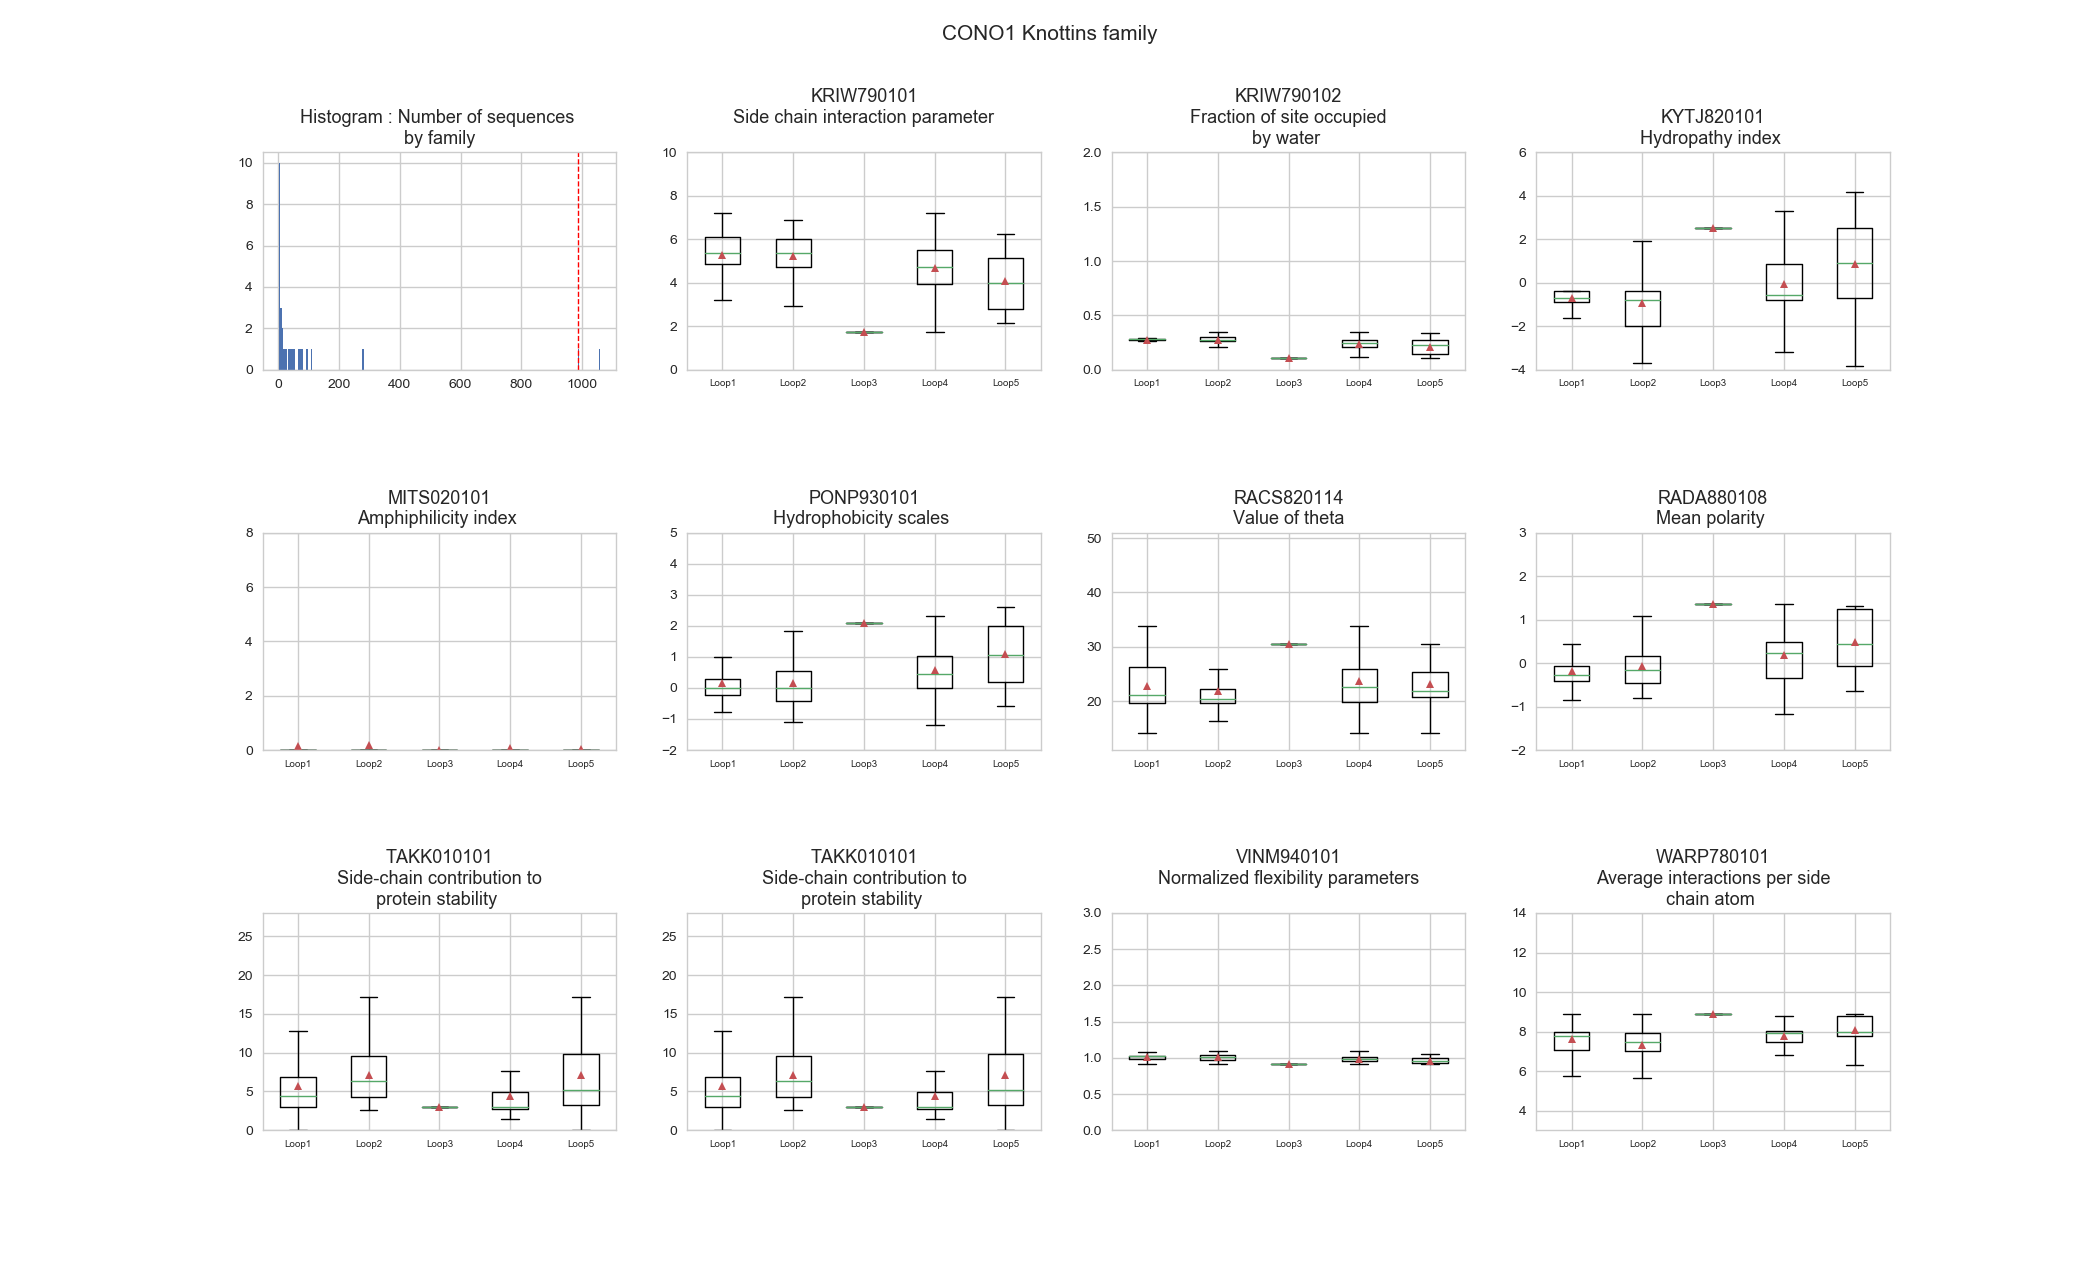 CONO1 Knottins family
Histogram : Number of sequences
by family
10
8
6
4
2
0
0 200 400 600 800 1000
KRIW790101
Side chain interaction parameter
10
8
6
4
2
0
Loop1 Loop2 Loop3 Loop4 Loop5
KRIW790102
Fraction of site occupied
by water
2.0
1.5
1.0
0.5
0.0
Loop1 Loop2 Loop3 Loop4 Loop5
KYTJ820101
Hydropathy index
6
4
2
0
−2
−4
Loop1 Loop2 Loop3 Loop4 Loop5
MITS020101
Amphiphilicity index
8
6
4
2
0
Loop1 Loop2 Loop3 Loop4 Loop5
PONP930101
Hydrophobicity scales
5
4
3
2
1
0
−1
−2
Loop1 Loop2 Loop3 Loop4 Loop5
RACS820114
Value of theta
50
40
30
20
Loop1 Loop2 Loop3 Loop4 Loop5
RADA880108
Mean polarity
3
2
1
0
−1
−2
Loop1 Loop2 Loop3 Loop4 Loop5
TAKK010101
Side-chain contribution to
protein stability
25
20
15
10
5
0
Loop1 Loop2 Loop3 Loop4 Loop5
TAKK010101
Side-chain contribution to
protein stability
25
20
15
10
5
0
Loop1 Loop2 Loop3 Loop4 Loop5
VINM940101
Normalized flexibility parameters
3.0
2.5
2.0
1.5
1.0
0.5
0.0
Loop1 Loop2 Loop3 Loop4 Loop5
WARP780101
Average interactions per side
chain atom
14
12
10
8
6
4
Loop1 Loop2 Loop3 Loop4 Loop5